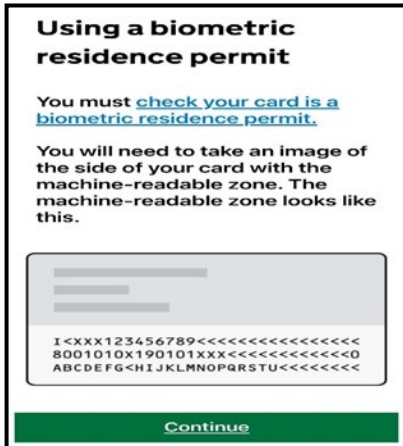 Using a biometric
residence permit
You must check your card is a
biometric residence permit.
You will need to take an image of
the side of your card with the
machine-readable zone. The
machine-readable zone looks like
this.
I<XXX123456789<<<<<<<<<<<<<<<<
8001010X190101XXX<<<<<<<<<<<<0
ABCDEFG<HIJKLMNOPQRSTU<<<<<<<<
Continue